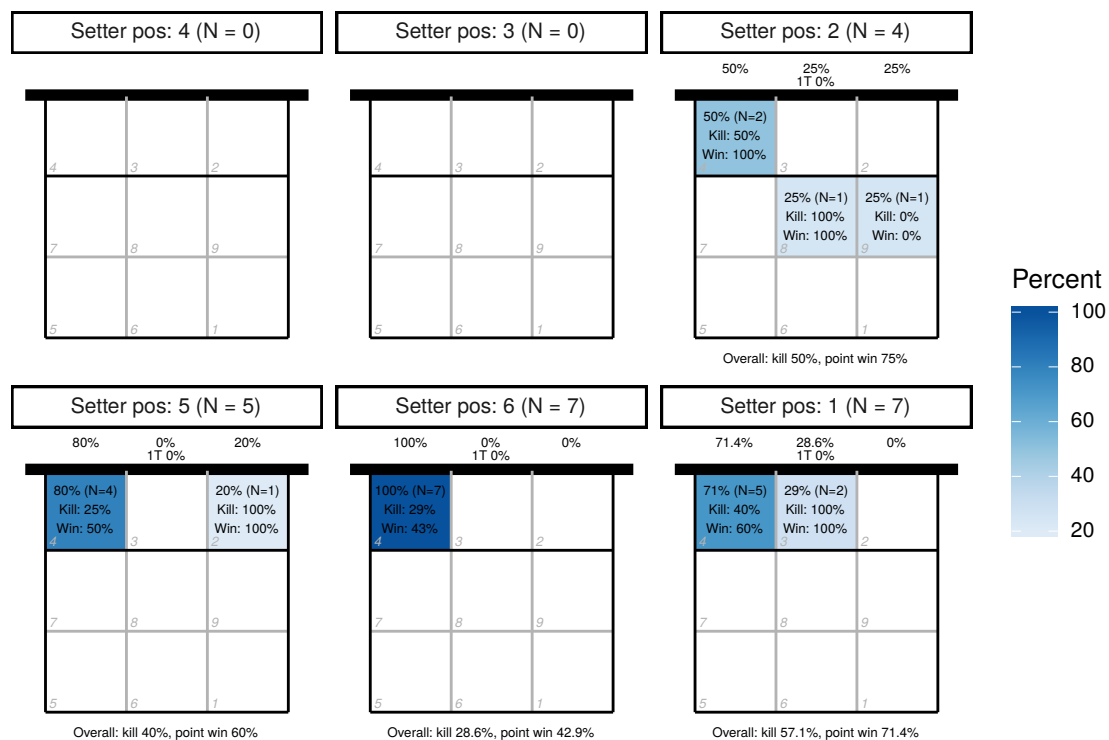 Setter pos: 4 (N = 0)
4
3
2
7
8
9
5
6
1
Setter pos: 3 (N = 0)
4
3
2
7
8
9
5
6
1
Setter pos: 2 (N = 4)
50%
25%
25%
1T 0%
50% (N=2)
Kill: 50%
Win: 100%
3
2
25% (N=1)
Kill: 100%
Win: 100%
25% (N=1)
Kill: 0%
Win: 0%
7
8
9
5
6
1
Overall: kill 50%, point win 75%
Setter pos: 5 (N = 5)
80%
0%
20%
1T 0%
80% (N=4)
Kill: 25%
Win: 50%
20% (N=1)
Kill: 100%
Win: 100%
4
3
2
7
8
9
5
6
1
Overall: kill 40%, point win 60%
Setter pos: 6 (N = 7)
100%
0%
0%
1T 0%
100% (N=7)
Kill: 29%
Win: 43%
4
3
2
7
8
9
5
6
1
Overall: kill 28.6%, point win 42.9%
Setter pos: 1 (N = 7)
71.4%
28.6%
0%
1T 0%
71% (N=5)
Kill: 40%
Win: 60%
29% (N=2)
Kill: 100%
Win: 100%
4
3
2
7
8
9
5
6
1
Overall: kill 57.1%, point win 71.4%
Percent
100
80
60
40
20